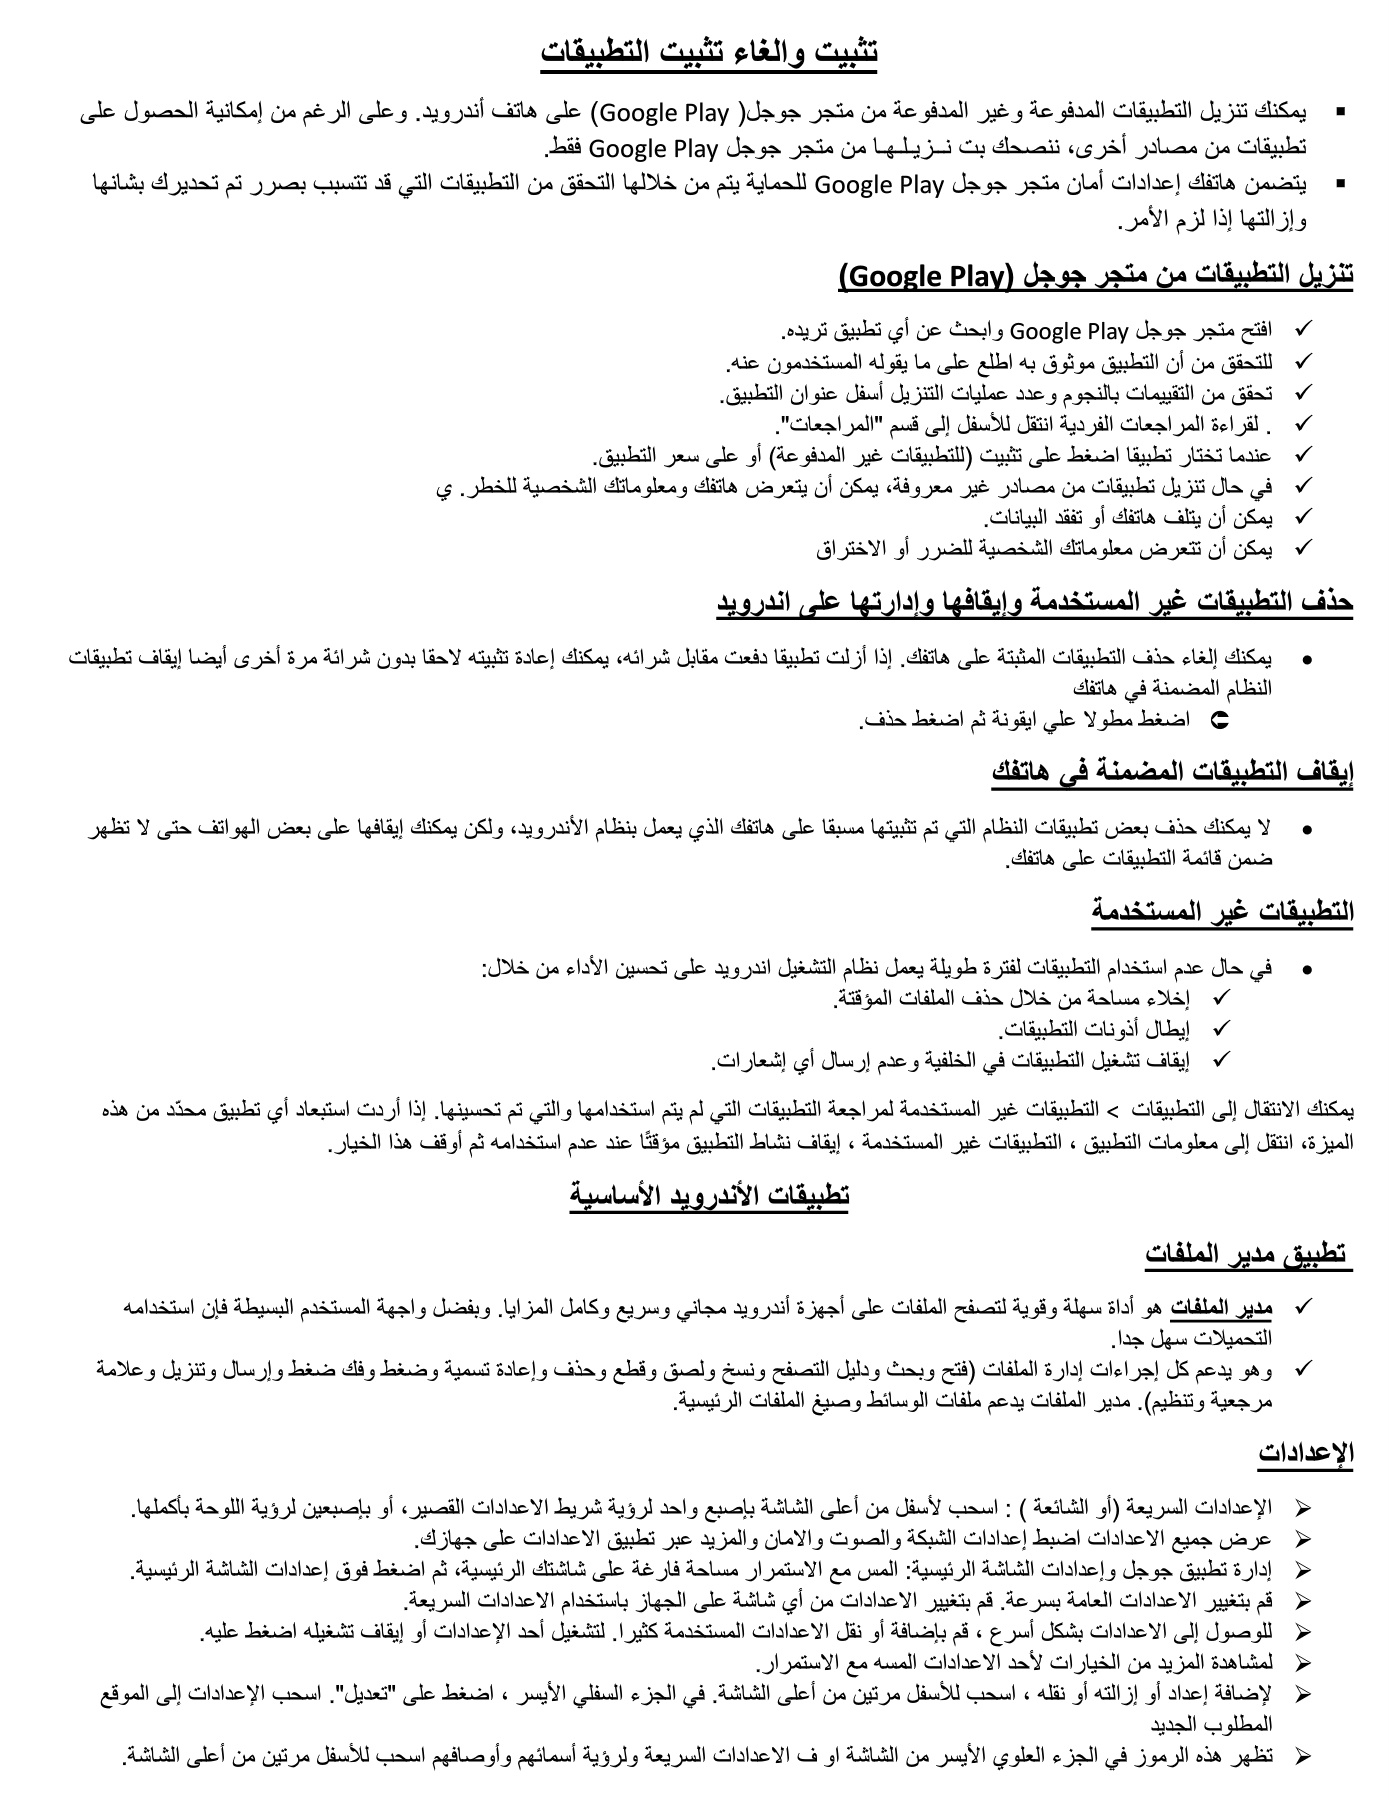 تثبيت والغاء تثبيت التطبيقات
▪ يمكنك تنزيل التطبيقات المدفوعة وغير المدفوعة من متجر جوجل( Google Play) على هاتف أندرويد. وعلى الرغم من إمكانية الحصول على
تطبيقات من مصادر أخرى، ننصحك بت نــزيـلـهـا من متجر جوجل Google Play فقط.
▪ يتضمن هاتفك إعدادات أمان متجر جوجل Google Play للحماية يتم من خلالها التحقق من التطبيقات التي قد تتسبب بصرر تم تحديرك بشانها
وإزالتها إذا لزم الأمر.
تنزيل التطبيقات من متجر جوجل (Google Play)
✓ افتح متجر جوجل Google Play وابحث عن أي تطبيق تريده.
✓ للتحقق من أن التطبيق موثوق به اطلع على ما يقوله المستخدمون عنه.
✓ تحقق من التقييمات بالنجوم وعدد عمليات التنزيل أسفل عنوان التطبيق.
✓ . لقراءة المراجعات الفردية انتقل للأسفل إلى قسم "المراجعات".
✓ عندما تختار تطبيقا اضغط على تثبيت (للتطبيقات غير المدفوعة) أو على سعر التطبيق.
✓ في حال تنزيل تطبيقات من مصادر غير معروفة، يمكن أن يتعرض هاتفك ومعلوماتك الشخصية للخطر. ي
✓ يمكن أن يتلف هاتفك أو تفقد البيانات.
✓ يمكن أن تتعرض معلوماتك الشخصية للضرر أو الاختراق
حذف التطبيقات غير المستخدمة وإيقافها وإدارتها على اندرويد
• يمكنك إلغاء حذف التطبيقات المثبتة على هاتفك. إذا أزلت تطبيقا دفعت مقابل شرائه، يمكنك إعادة تثبيته لاحقا بدون شرائة مرة أخرى أيضا إيقاف تطبيقات
النظام المضمنة في هاتفك
➲ اضغط مطولا علي ايقونة ثم اضغط حذف.
إيقاف التطبيقات المضمنة في هاتفك
• لا يمكنك حذف بعض تطبيقات النظام التي تم تثبيتها مسبقا على هاتفك الذي يعمل بنظام الأندرويد، ولكن يمكنك إيقافها على بعض الهواتف حتى لا تظهر
ضمن قائمة التطبيقات على هاتفك.
التطبيقات غير المستخدمة
• في حال عدم استخدام التطبيقات لفترة طويلة يعمل نظام التشغيل اندرويد على تحسين الأداء من خلال:
✓ إخلاء مساحة من خلال حذف الملفات المؤقتة.
✓ إيطال أذونات التطبيقات.
✓ إيقاف تشغيل التطبيقات في الخلفية وعدم إرسال أي إشعارات.
يمكنك الانتقال إلى التطبيقات > التطبيقات غير المستخدمة لمراجعة التطبيقات التي لم يتم استخدامها والتي تم تحسينها. إذا أردت استبعاد أي تطبيق محدّد من هذه
الميزة، انتقل إلى معلومات التطبيق ، التطبيقات غير المستخدمة ، إيقاف نشاط التطبيق مؤقتًا عند عدم استخدامه ثم أوقف هذا الخيار.
تطبيقات الأندرويد الأساسية
تطبيق مدير الملفات
✓ مدير الملفات هو أداة سهلة وقوية لتصفح الملفات على أجهزة أندرويد مجاني وسريع وكامل المزايا. وبفضل واجهة المستخدم البسيطة فإن استخدامه
التحميلات سهل جدا.
✓ وهو يدعم كل إجراءات إدارة الملفات (فتح وبحث ودليل التصفح ونسخ ولصق وقطع وحذف وإعادة تسمية وضغط وفك ضغط وإرسال وتنزيل وعلامة
مرجعية وتنظيم). مدير الملفات يدعم ملفات الوسائط وصيغ الملفات الرئيسية.
الإعدادات
➢ الإعدادات السريعة (أو الشائعة ) : اسحب لأسفل من أعلى الشاشة بإصبع واحد لرؤية شريط الاعدادات القصير، أو بإصبعين لرؤية اللوحة بأكملها.
➢ عرض جميع الاعدادات اضبط إعدادات الشبكة والصوت والامان والمزيد عبر تطبيق الاعدادات على جهازك.
➢ إدارة تطبيق جوجل وإعدادات الشاشة الرئيسية: المس مع الاستمرار مساحة فارغة على شاشتك الرئيسية، ثم اضغط فوق إعدادات الشاشة الرئيسية.
➢ قم بتغيير الاعدادات العامة بسرعة. قم بتغيير الاعدادات من أي شاشة على الجهاز باستخدام الاعدادات السريعة.
➢ للوصول إلى الاعدادات بشكل أسرع ، قم بإضافة أو نقل الاعدادات المستخدمة كثيرا. لتشغيل أحد الإعدادات أو إيقاف تشغيله اضغط عليه.
➢ لمشاهدة المزيد من الخيارات لأحد الاعدادات المسه مع الاستمرار.
➢ لإضافة إعداد أو إزالته أو نقله ، اسحب للأسفل مرتين من أعلى الشاشة. في الجزء السفلي الأيسر ، اضغط على "تعديل". اسحب الإعدادات إلى الموقع
المطلوب الجديد
➢ تظهر هذه الرموز في الجزء العلوي الأيسر من الشاشة او ف الاعدادات السريعة ولرؤية أسمائهم وأوصافهم اسحب للأسفل مرتين من أعلى الشاشة.